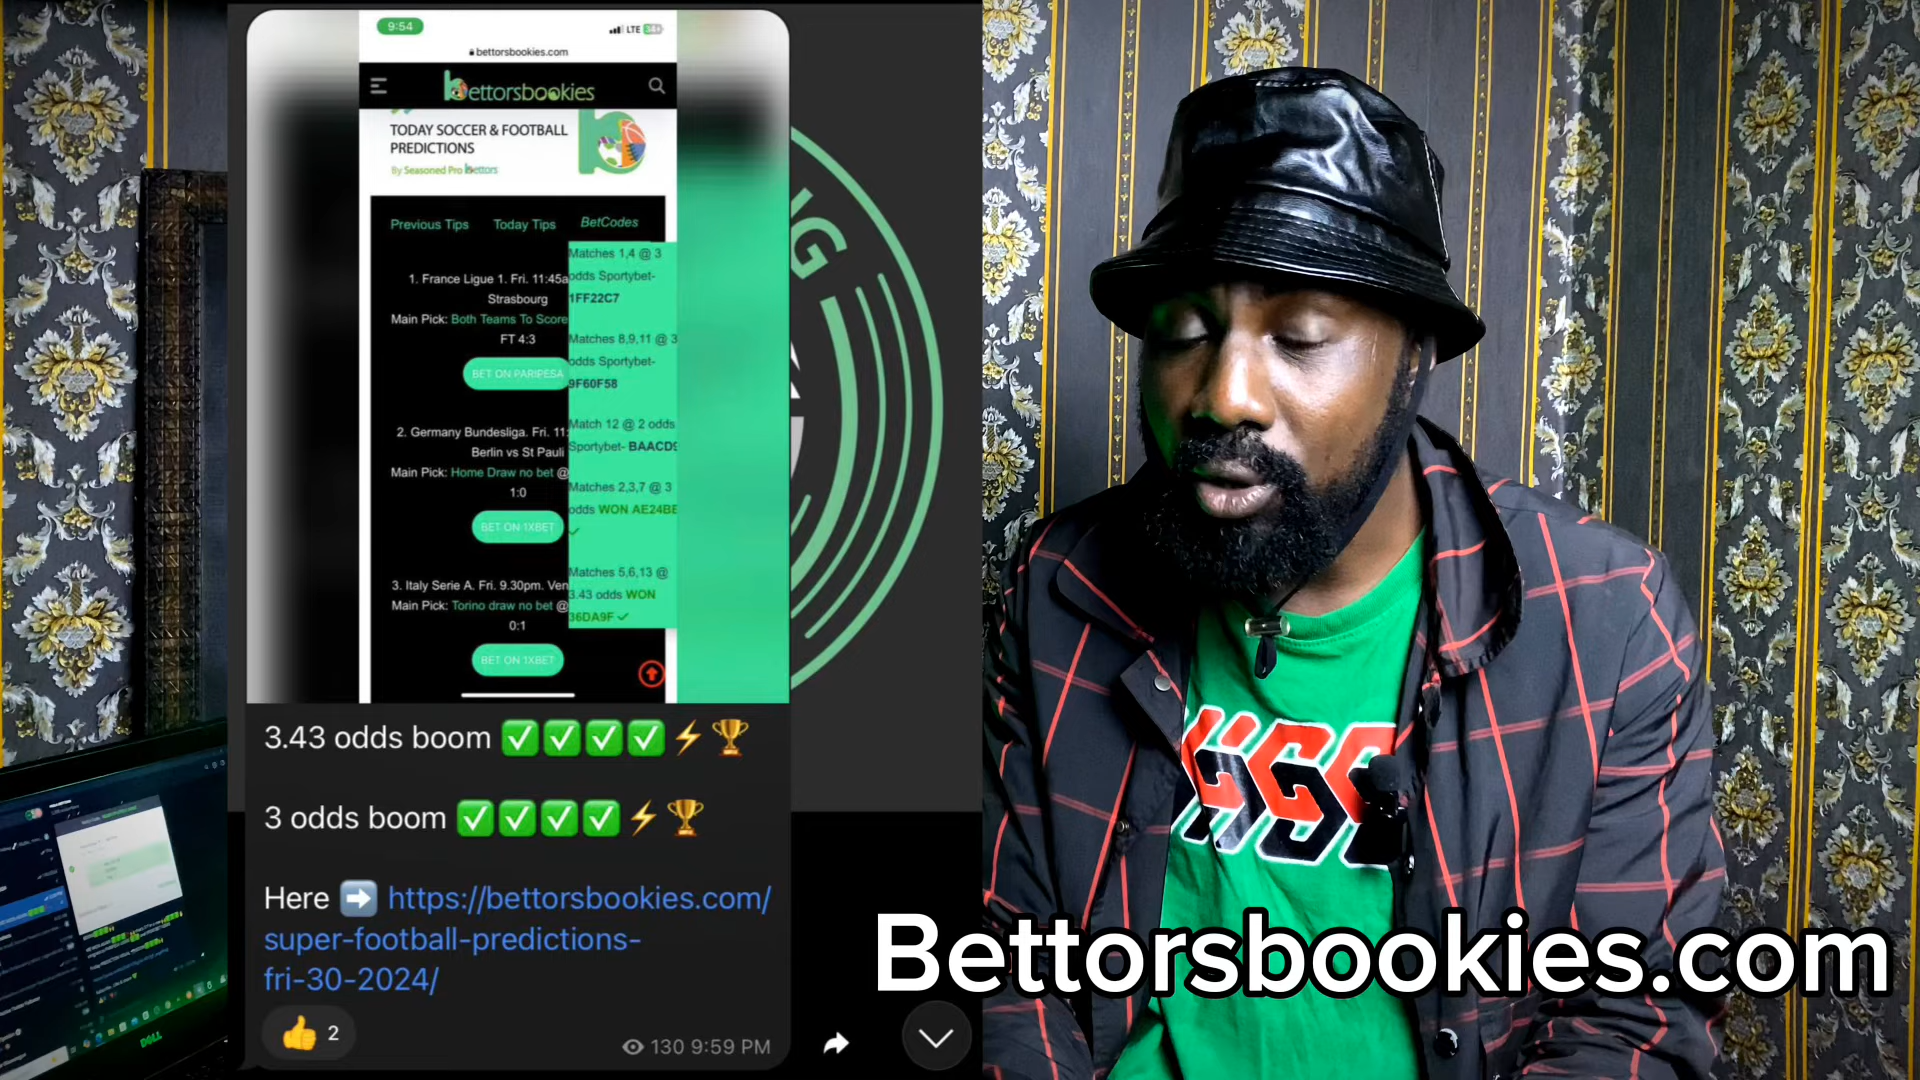 9:54
LTE
bettorsbookies.com
bettorsbookies
TODAY SOCCER & FOOTBALL
PREDICTIONS
By Seasoned Pro bettors
Previous Tips
Today Tips
BetCodes
1. France Ligue 1. Fri. 11:45a
Strasbourg
Main Pick: Both Teams To Score
FT 4:3
BET ON PARIPESA
2. Germany Bundesliga. Fri. 11:
Berlin vs St Pauli
Main Pick: Home Draw no bet @
1:0
BET ON 1XBET
3. Italy Serie A. Fri. 9.30pm. Ven
Main Pick: Torino draw no bet @
0:1
BET ON 1XBET
Matches 1,4 @ 3
odds Sportybet-
1FF22C7
Matches 8,9,11 @ 3
odds Sportybet-
9F60F58
Match 12 @ 2 odds
Sportybet- BAACD9
Matches 2,3,7 @ 3
odds WON AE24BE
Matches 5,6,13 @
3.43 odds WON
36DA9F ✓
3.43 odds boom ✅✅✅✅⚡🏆
3 odds boom ✅✅✅✅⚡🏆
Here ➡️ https://bettorsbookies.com/
super-football-predictions-
fri-30-2024/
👍 2
130 9:59 PM
NG
DELL
Bettorsbookies.com